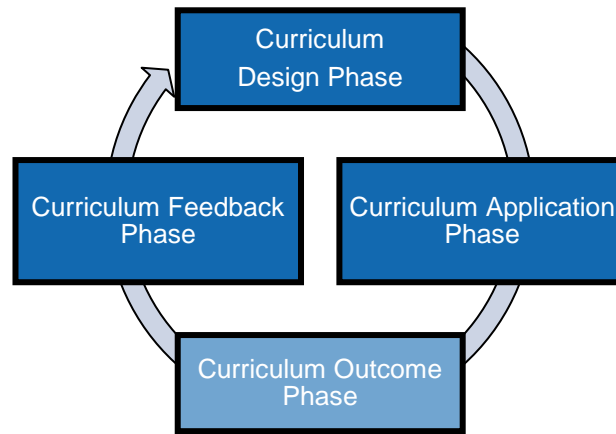 Curriculum
Design Phase
Curriculum Feedback
Phase
Curriculum Application
Phase
Curriculum Outcome
Phase